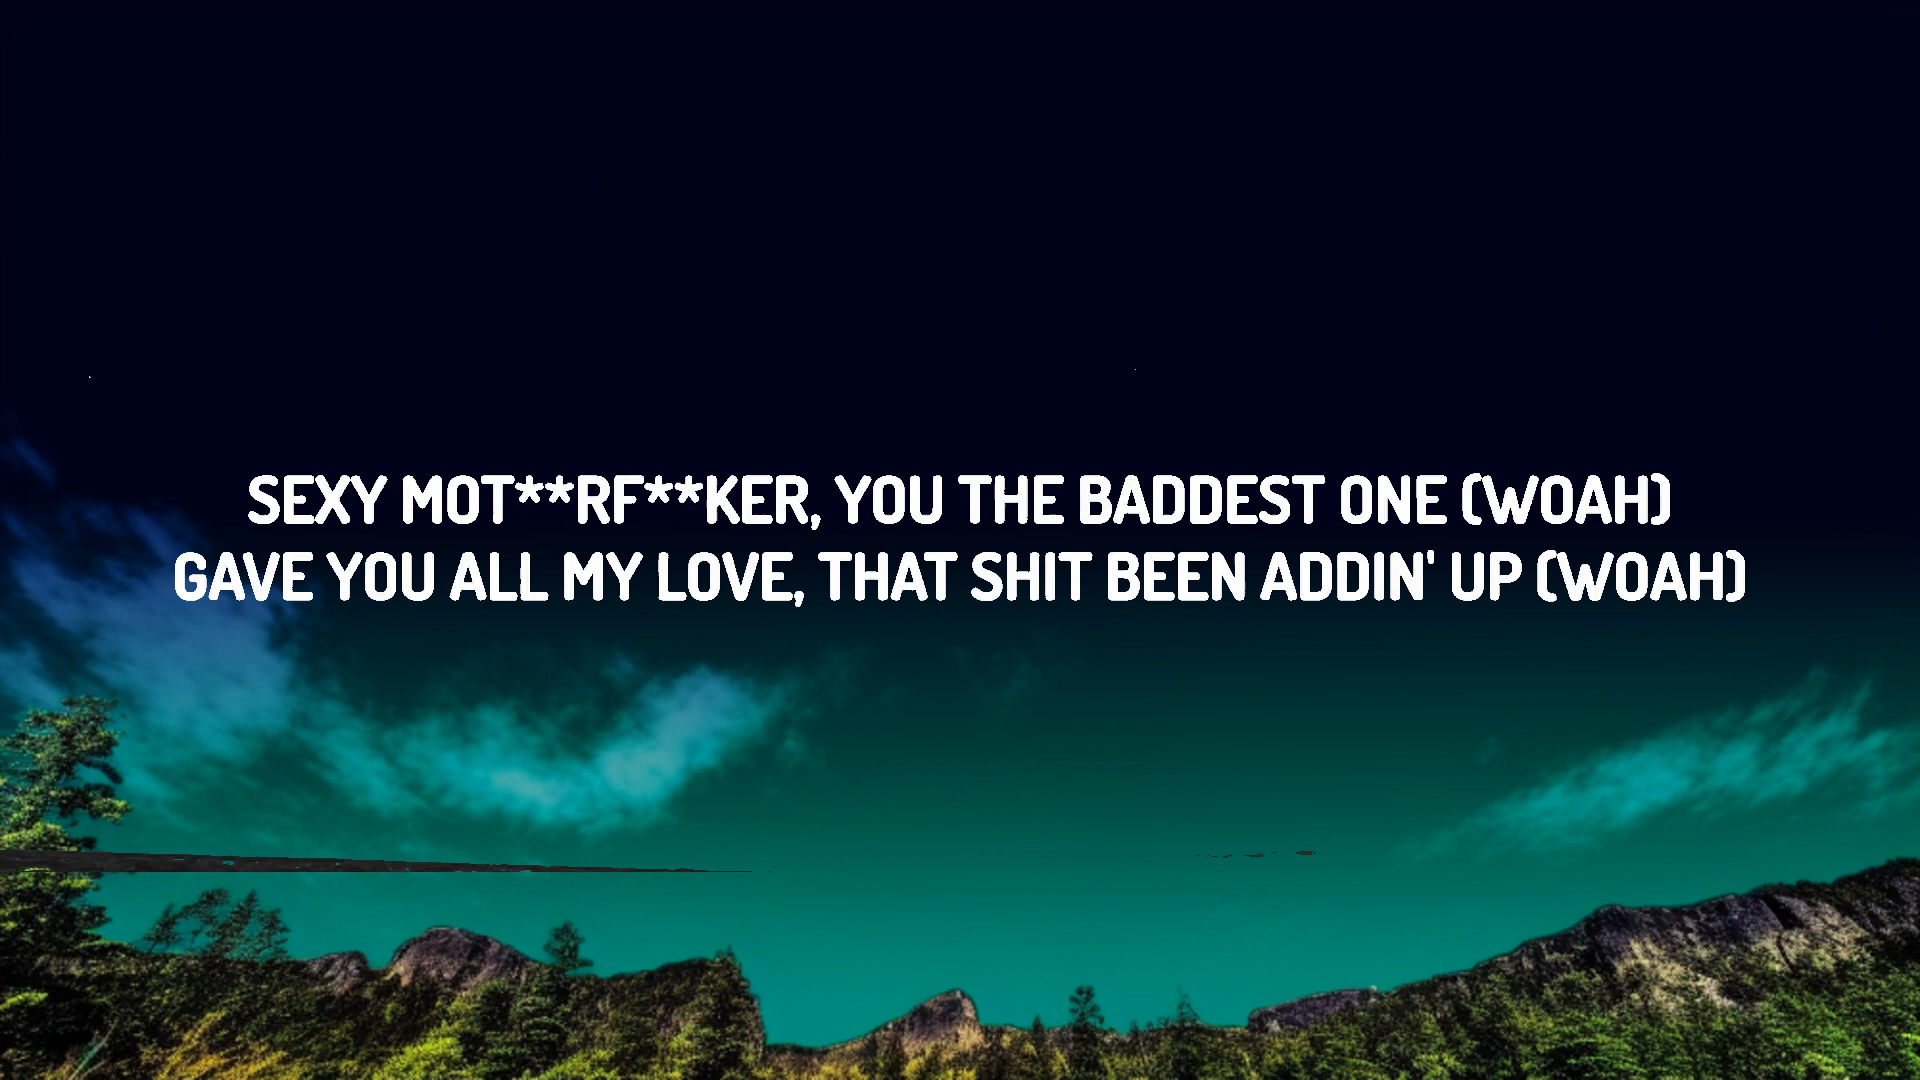 SEXY MOT**RF**KER, YOU THE BADDEST ONE (WOAH)
GAVE YOU ALL MY LOVE, THAT SHIT BEEN ADDIN' UP (WOAH)